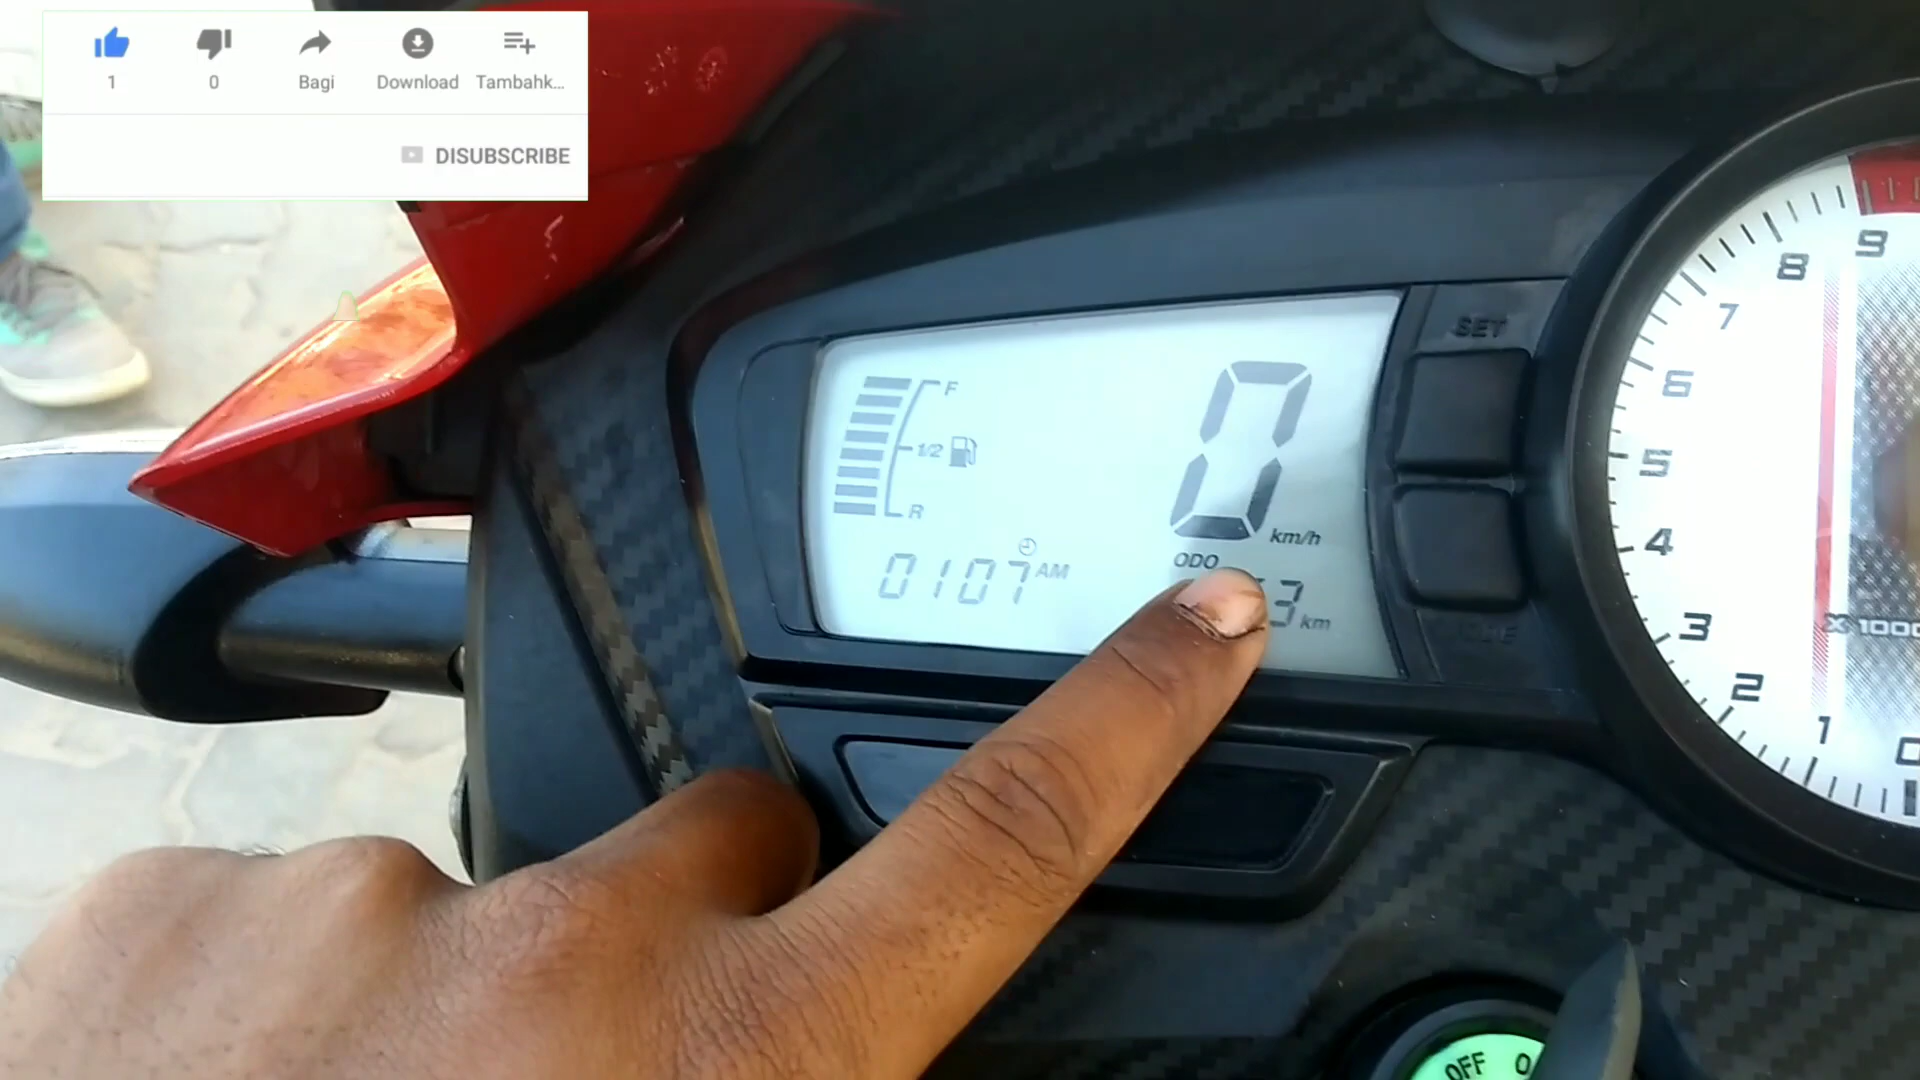 1 0 Bagi Download Tambahk...
DISUBSCRIBE
SET
F
1/2
R
0 km/h
ODO
0107 AM
3 km
9
8
7
6
5
4
3
2
1
0
X 1000
OFF